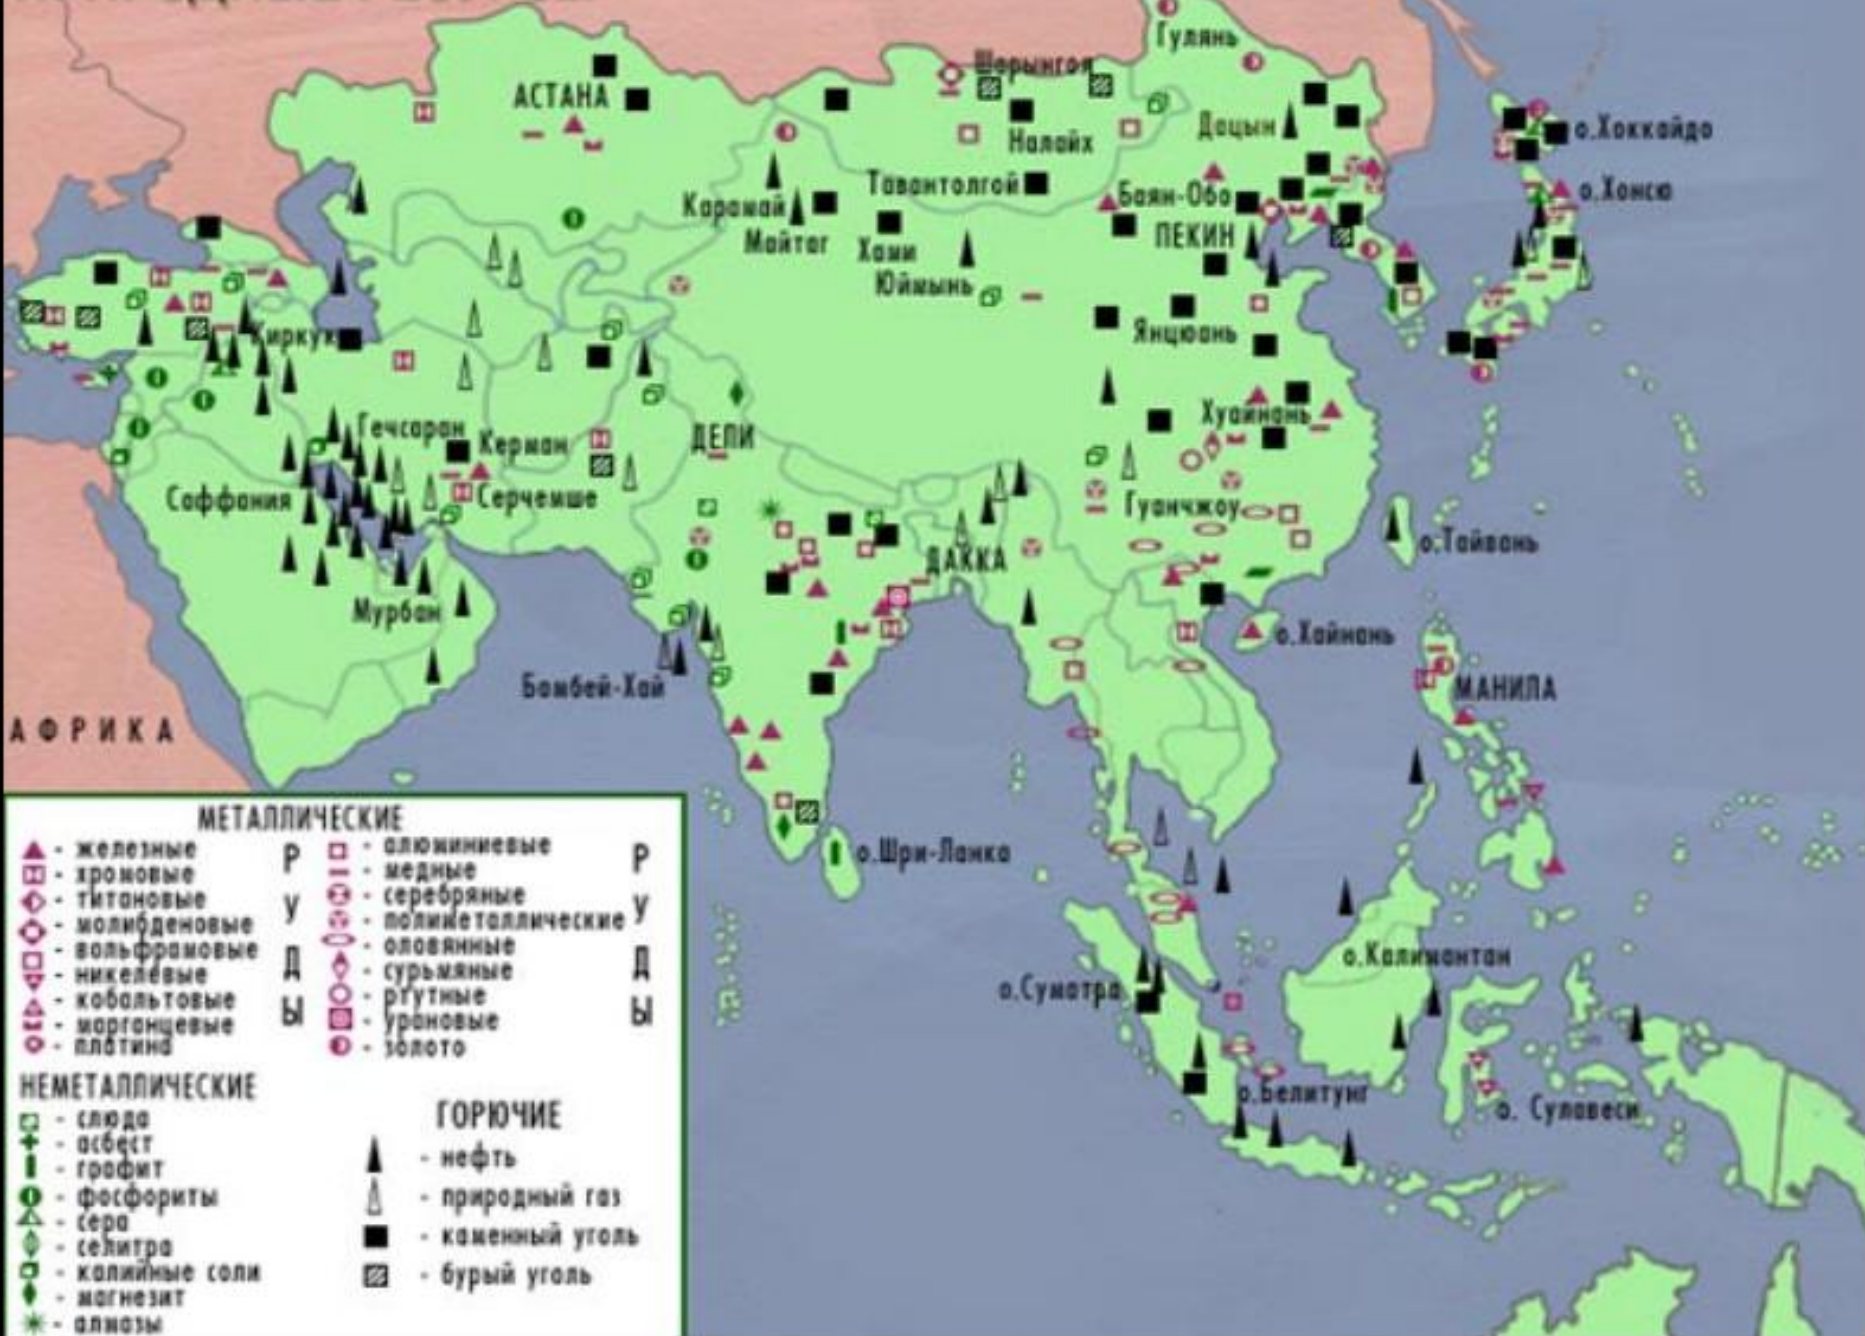 Гулянь
Шарынгол
АСТАНА
Налайх
Дацын
о.Хоккайдо
Тавантолгой
Баян-Обо
о.Хонсю
Карамай
Майтаг
Хами
ПЕКИН
Юймынь
Киркук
Янцюань
Хуайнань
Гечсаран
Керман
ДЕЛИ
Саффания
Серчемше
Гуанчжоу
о.Тайвань
ДАККА
Мурбан
о.Хайнань
Бомбей-Хай
МАНИЛА
АФРИКА
о.Шри-Ланка
о.Калимантан
о.Суматра
о.Белитунг
о. Сулавеси
МЕТАЛЛИЧЕСКИЕ
- железные
- хромовые
- титановые
- молибденовые
- вольфрамовые
- никелевые
- кобальтовые
- марганцевые
- платина
Р
У
Д
Ы
- алюминиевые
- медные
- серебряные
- полиметаллические
- оловянные
- сурьмяные
- ртутные
- урановые
- золото
Р
У
Д
Ы
НЕМЕТАЛЛИЧЕСКИЕ
- слюда
- асбест
- графит
- фосфориты
- сера
- селитра
- калийные соли
- магнезит
- алмазы
ГОРЮЧИЕ
- нефть
- природный газ
- каменный уголь
- бурый уголь